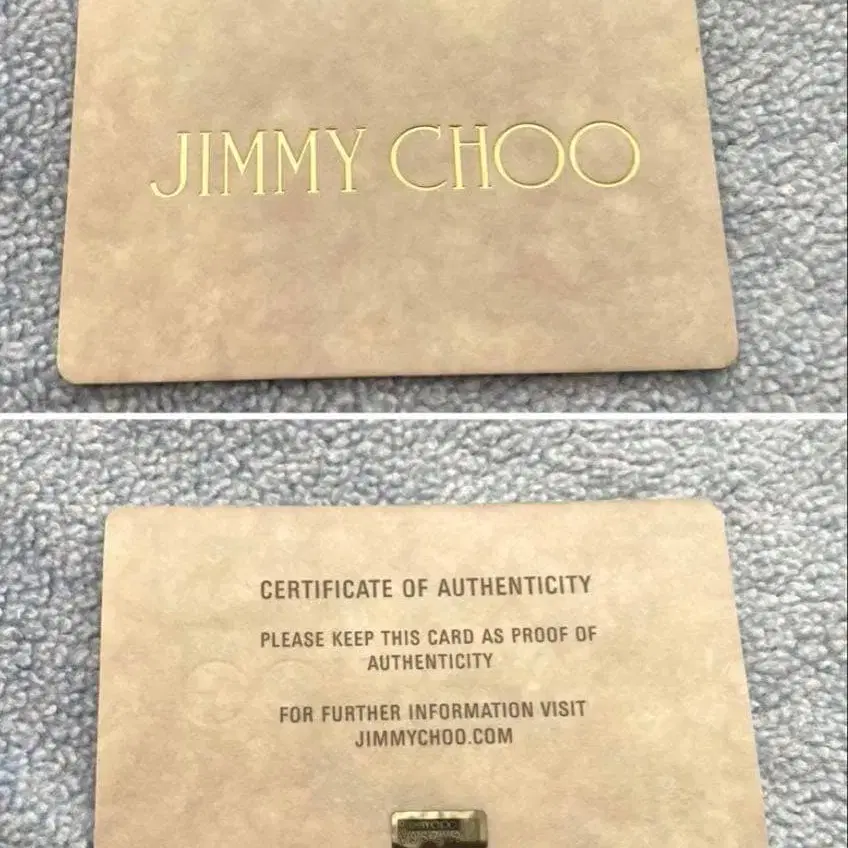 JIMMY CHOO
CERTIFICATE OF AUTHENTICITY
PLEASE KEEP THIS CARD AS PROOF OF
AUTHENTICITY
FOR FURTHER INFORMATION VISIT
JIMMYCHOO.COM